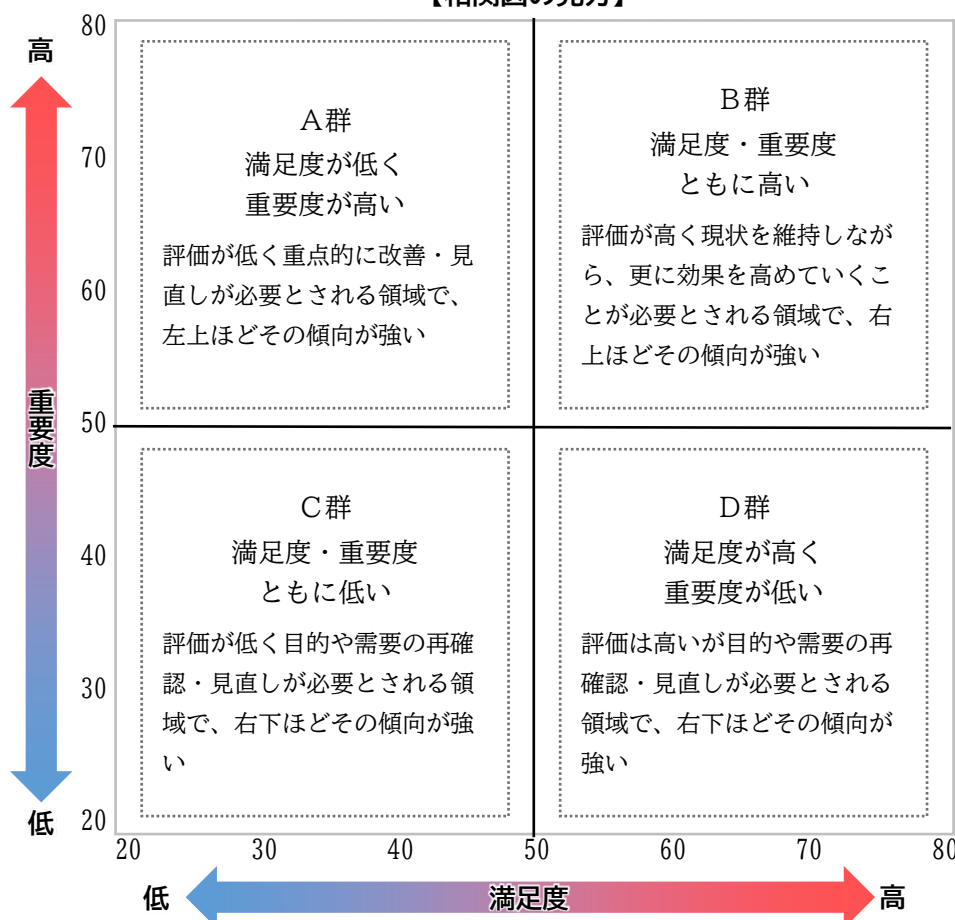 【相関図の見方】
80
高
A群
満足度が低く
重要度が高い
評価が低く重点的に改善・見
直しが必要とされる領域で、
左上ほどその傾向が強い
B群
満足度・重要度
ともに高い
評価が高く現状を維持しなが
ら、更に効果を高めていくこ
とが必要とされる領域で、右
上ほどその傾向が強い
70
60
重要度
50
C群
満足度・重要度
ともに低い
評価が低く目的や需要の再確
認・見直しが必要とされる領
域で、右下ほどその傾向が強
い
D群
満足度が高く
重要度が低い
評価は高いが目的や需要の再
確認・見直しが必要とされる
領域で、右下ほどその傾向が
強い
40
30
低
20
20 30 40 50 60 70 80
低 満足度 高